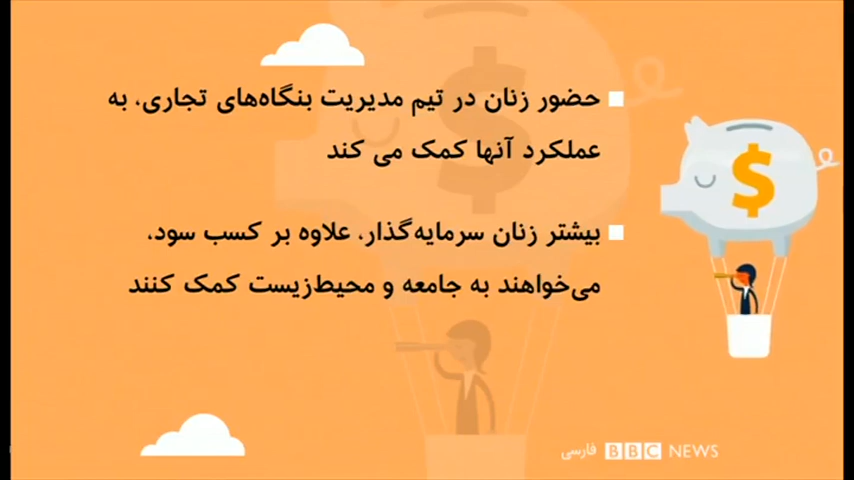 حضور زنان در تیم مدیریت بنگاه‌های تجاری، به
عملکرد آنها کمک می کند
بیشتر زنان سرمایه‌گذار، علاوه بر کسب سود،
می‌خواهند به جامعه و محیط‌زیست کمک کنند
$
BBC NEWS فارسی